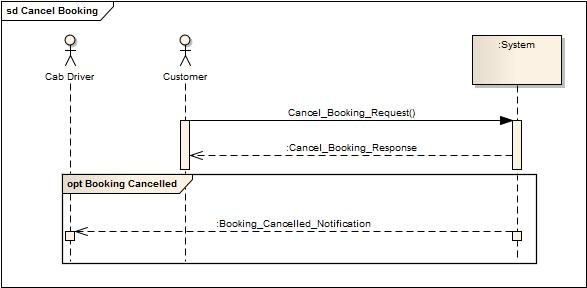 sd Cancel Booking
Cab Driver
Customer
:System
Cancel_Booking_Request()
:Cancel_Booking_Response
opt Booking Cancelled
:Booking_Cancelled_Notification